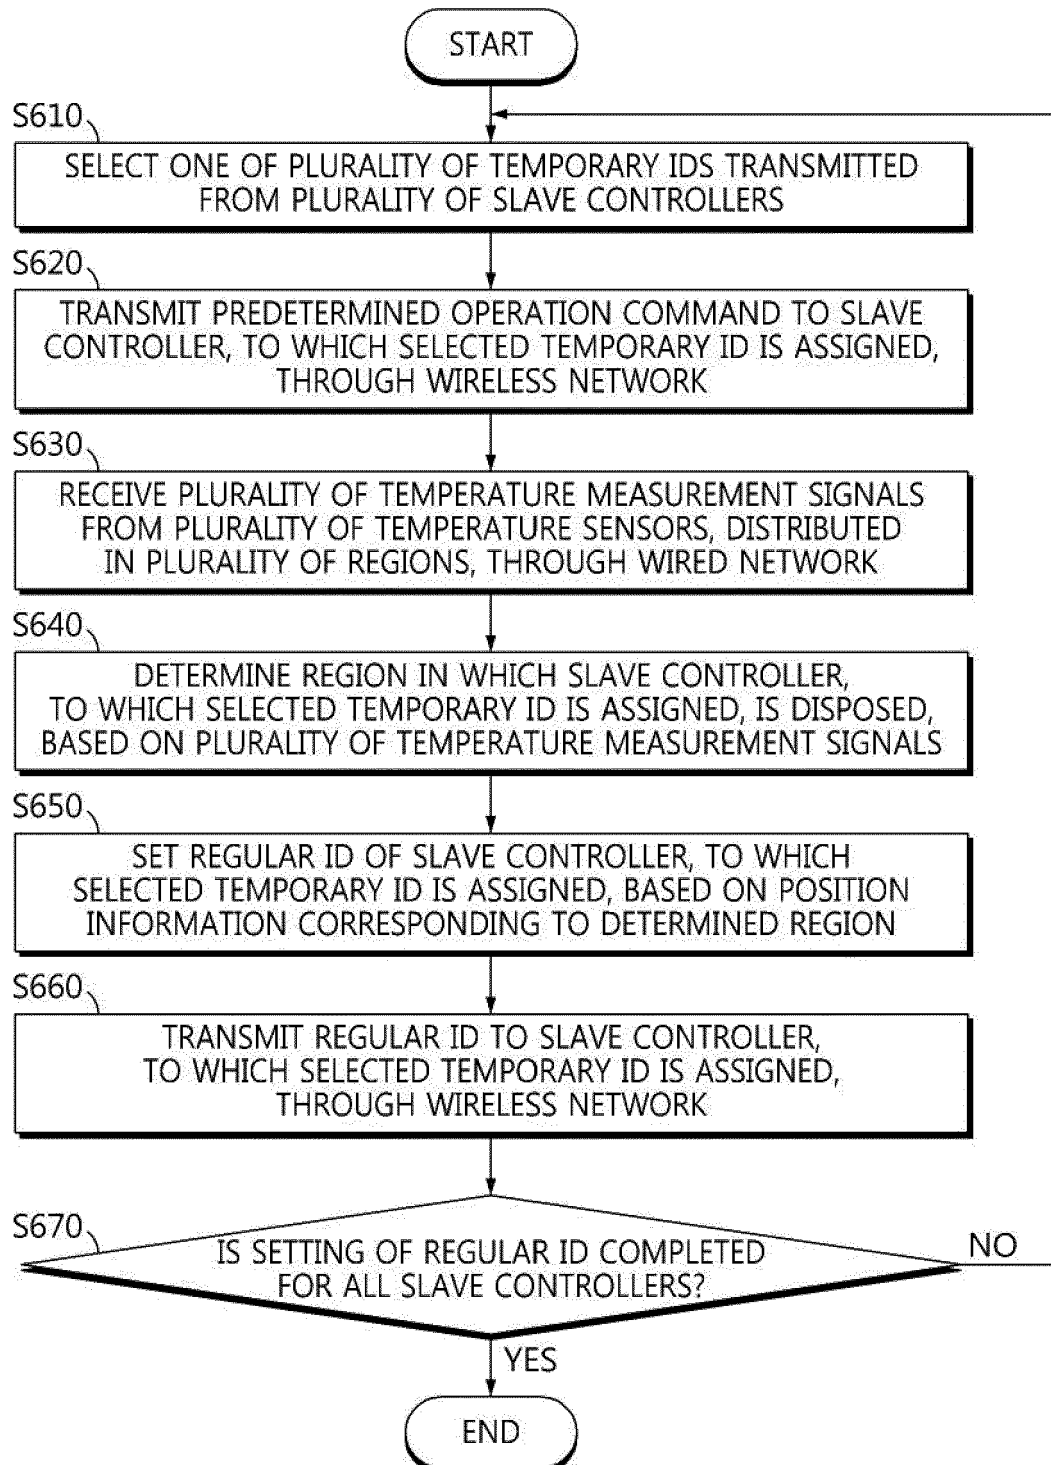 START
S610
SELECT ONE OF PLURALITY OF TEMPORARY IDS TRANSMITTED
FROM PLURALITY OF SLAVE CONTROLLERS
S620
TRANSMIT PREDETERMINED OPERATION COMMAND TO SLAVE
CONTROLLER, TO WHICH SELECTED TEMPORARY ID IS ASSIGNED,
THROUGH WIRELESS NETWORK
S630
RECEIVE PLURALITY OF TEMPERATURE MEASUREMENT SIGNALS
FROM PLURALITY OF TEMPERATURE SENSORS, DISTRIBUTED
IN PLURALITY OF REGIONS, THROUGH WIRED NETWORK
S640
DETERMINE REGION IN WHICH SLAVE CONTROLLER,
TO WHICH SELECTED TEMPORARY ID IS ASSIGNED, IS DISPOSED,
BASED ON PLURALITY OF TEMPERATURE MEASUREMENT SIGNALS
S650
SET REGULAR ID OF SLAVE CONTROLLER, TO WHICH
SELECTED TEMPORARY ID IS ASSIGNED, BASED ON POSITION
INFORMATION CORRESPONDING TO DETERMINED REGION
S660
TRANSMIT REGULAR ID TO SLAVE CONTROLLER,
TO WHICH SELECTED TEMPORARY ID IS ASSIGNED,
THROUGH WIRELESS NETWORK
S670
IS SETTING OF REGULAR ID COMPLETED
FOR ALL SLAVE CONTROLLERS?
NO
YES
END